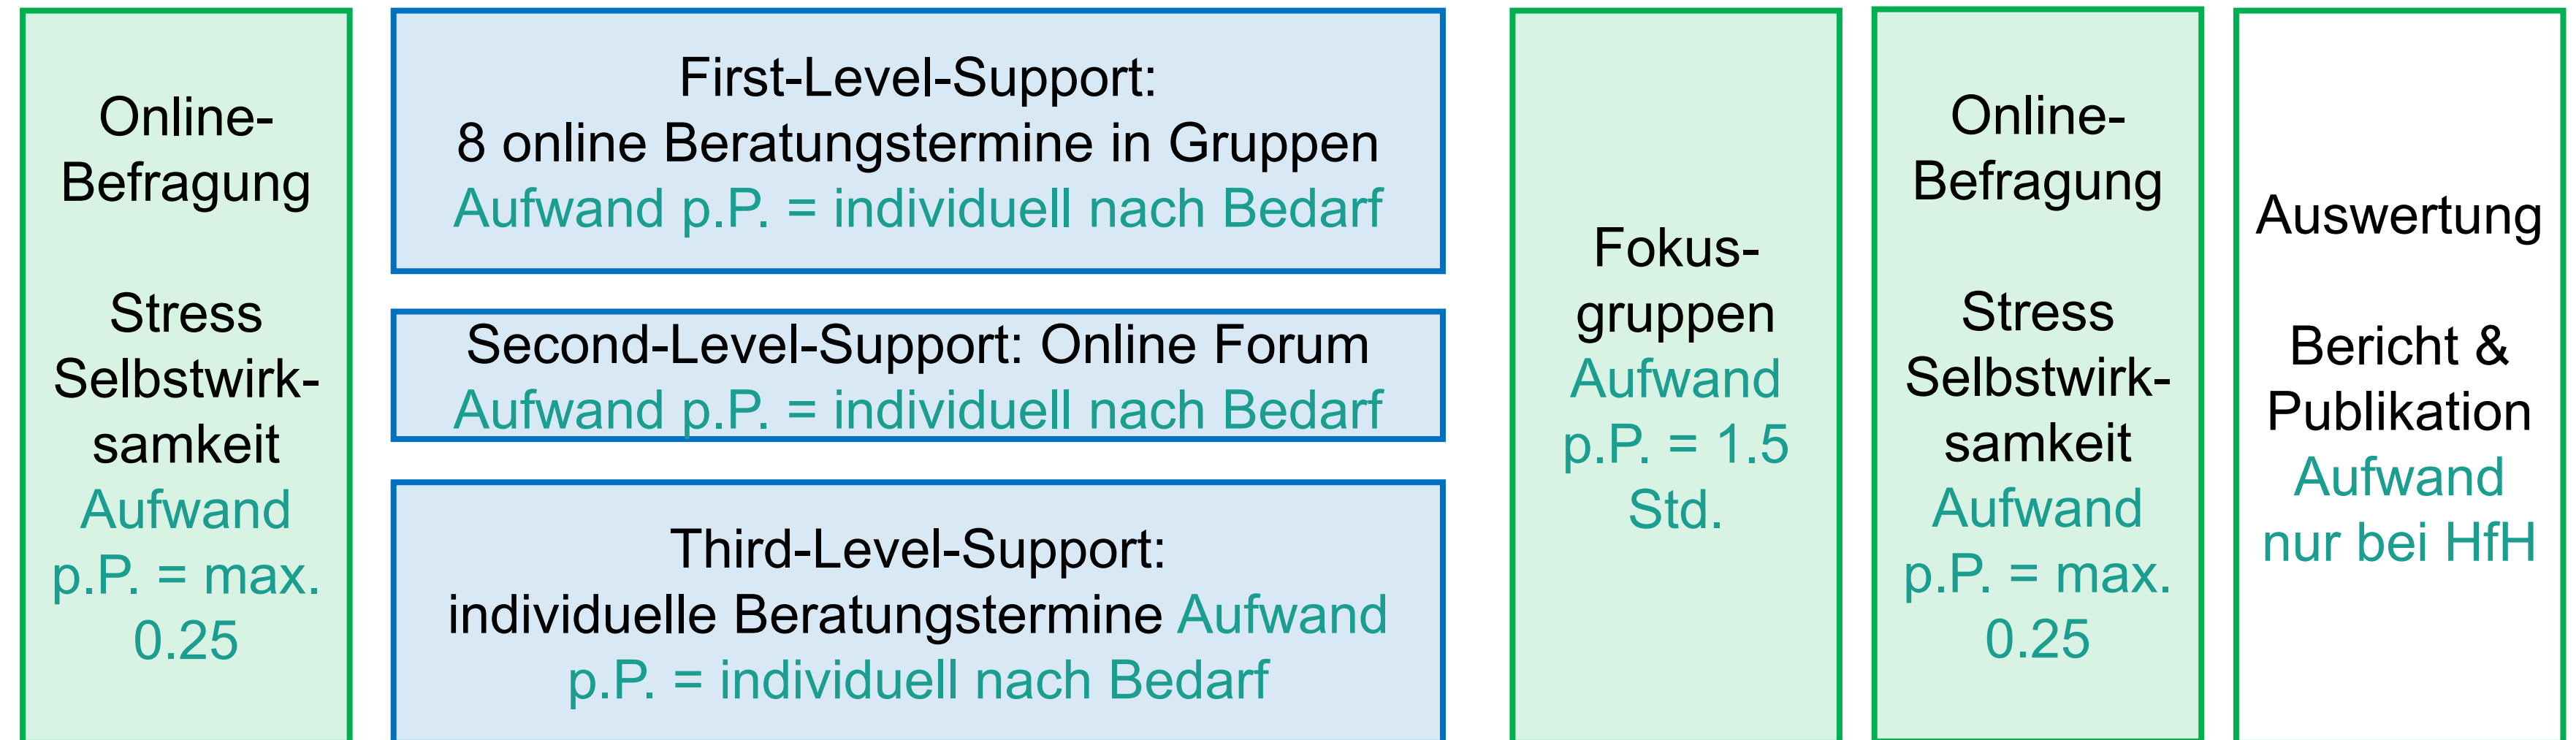 Online-
Befragung
Stress
Selbstwirk-
samkeit
Aufwand
p.P. = max.
0.25
First-Level-Support:
8 online Beratungstermine in Gruppen
Aufwand p.P. = individuell nach Bedarf
Second-Level-Support: Online Forum
Aufwand p.P. = individuell nach Bedarf
Third-Level-Support:
individuelle Beratungstermine Aufwand
p.P. = individuell nach Bedarf
Fokus-
gruppen
Aufwand
p.P. = 1.5
Std.
Online-
Befragung
Stress
Selbstwirk-
samkeit
Aufwand
p.P. = max.
0.25
Auswertung
Bericht &
Publikation
Aufwand
nur bei HfH